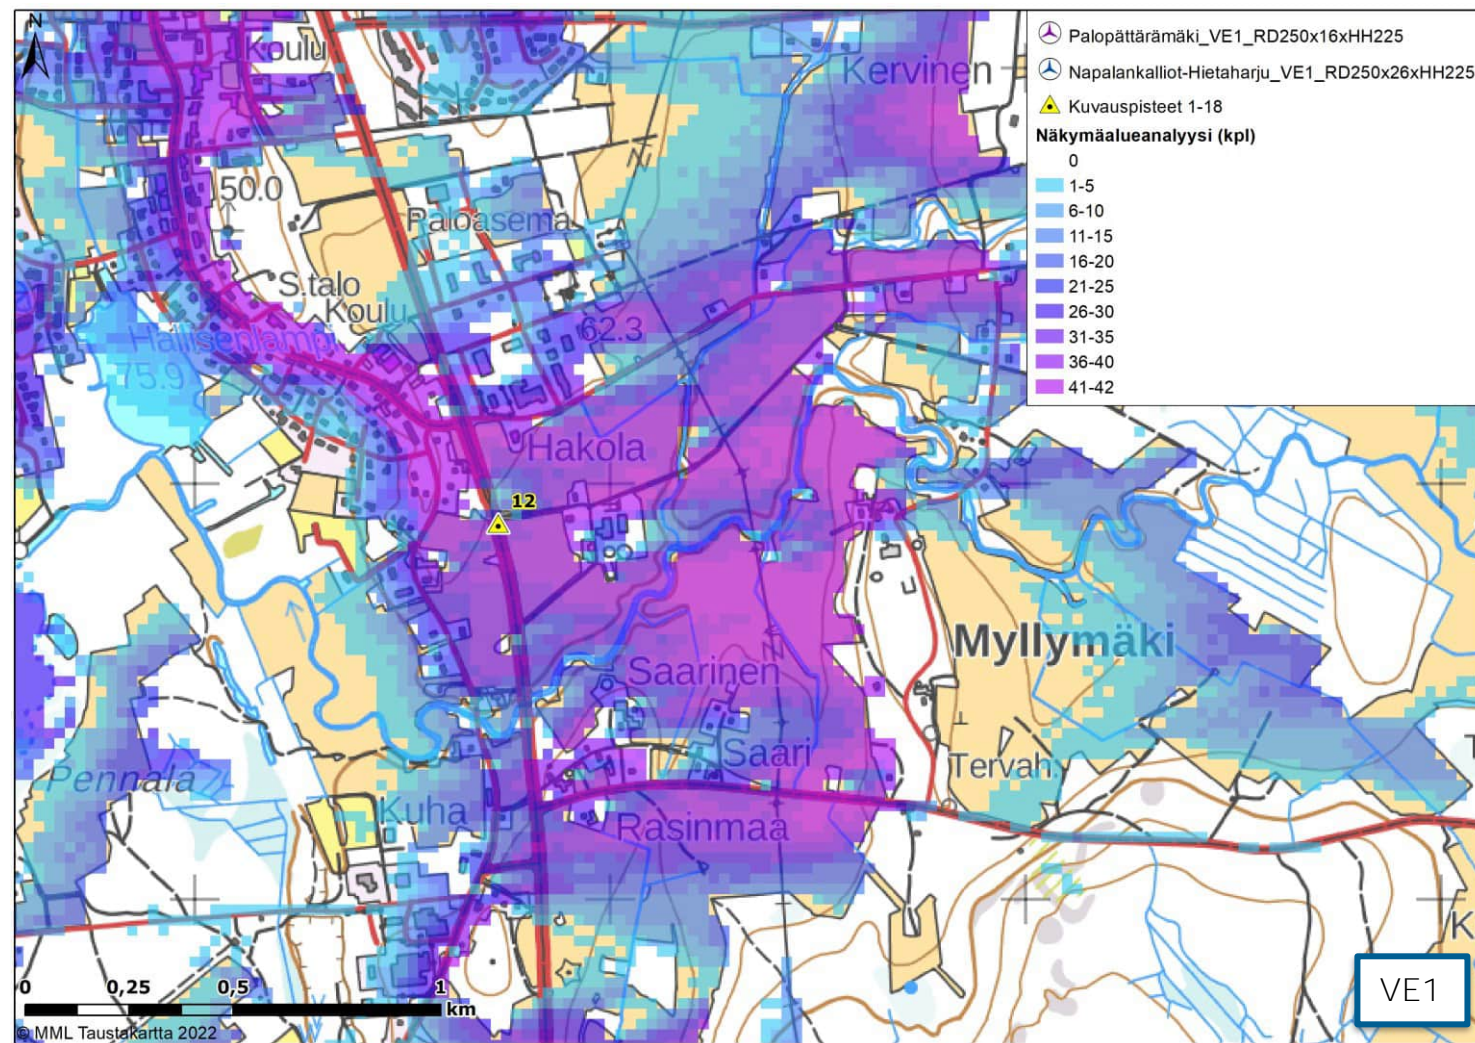 N
Koulu
Kervinen
Palopättärämäki_VE1_RD250x16xHH225
Napalankalliot-Hietaharju_VE1_RD250x26xHH225
Kuvauspisteet 1-18
Näkymäalueanalyysi (kpl)
0
1-5
6-10
11-15
16-20
21-25
26-30
31-35
36-40
41-42
50.0
Paloasema
S.talo
Koulu
Hallisenlampi
62.3
75.9
Hakola
12
Myllymäki
Saarinen
Saari
Tervah.
Pennala
Kuha
Rasinmaa
K
VE1
0 0,25 0,5 1
km
© MML Taustakartta 2022